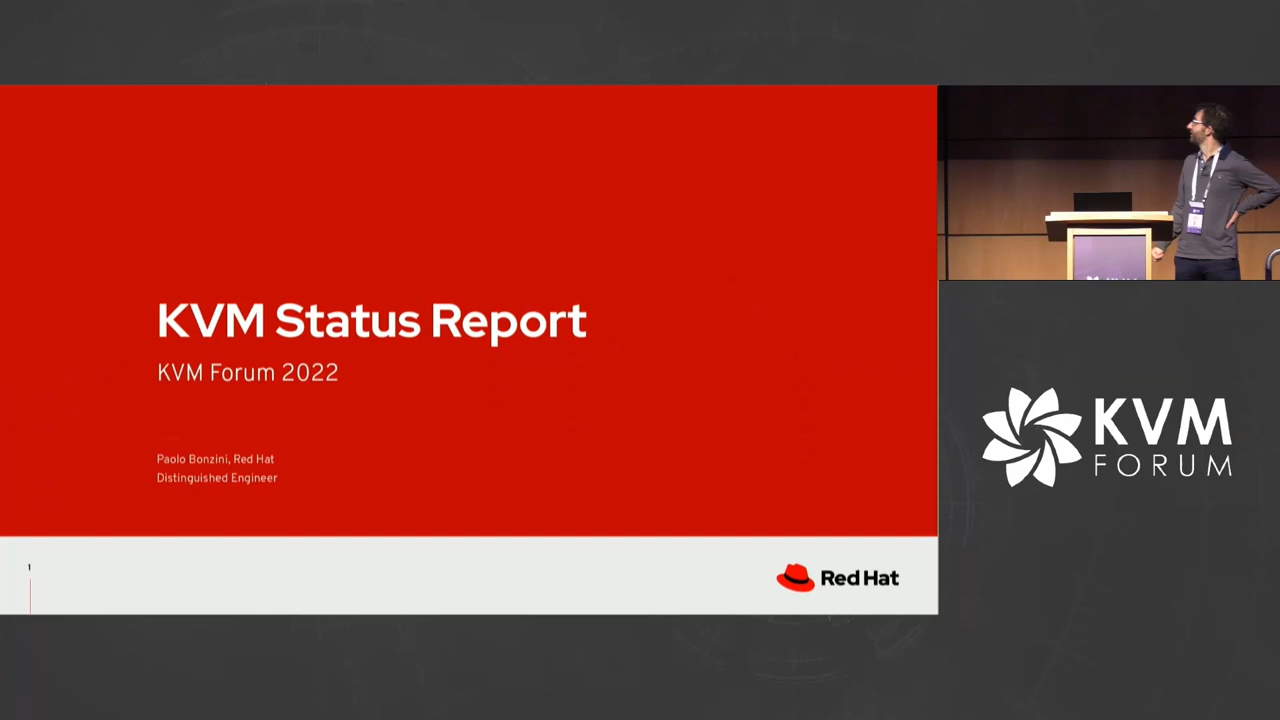 KVM Status Report
KVM Forum 2022
Paolo Bonzini, Red Hat
Distinguished Engineer
1
Red Hat
KVM
FORUM